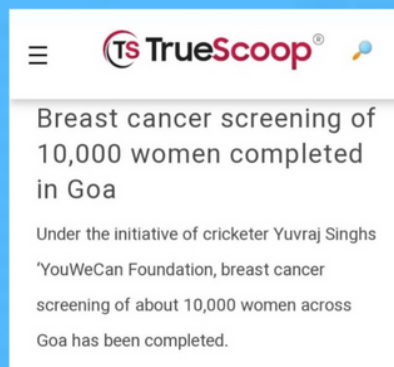 TS TrueScoop®
Breast cancer screening of
10,000 women completed
in Goa
Under the initiative of cricketer Yuvraj Singhs
'YouWeCan Foundation, breast cancer
screening of about 10,000 women across
Goa has been completed.